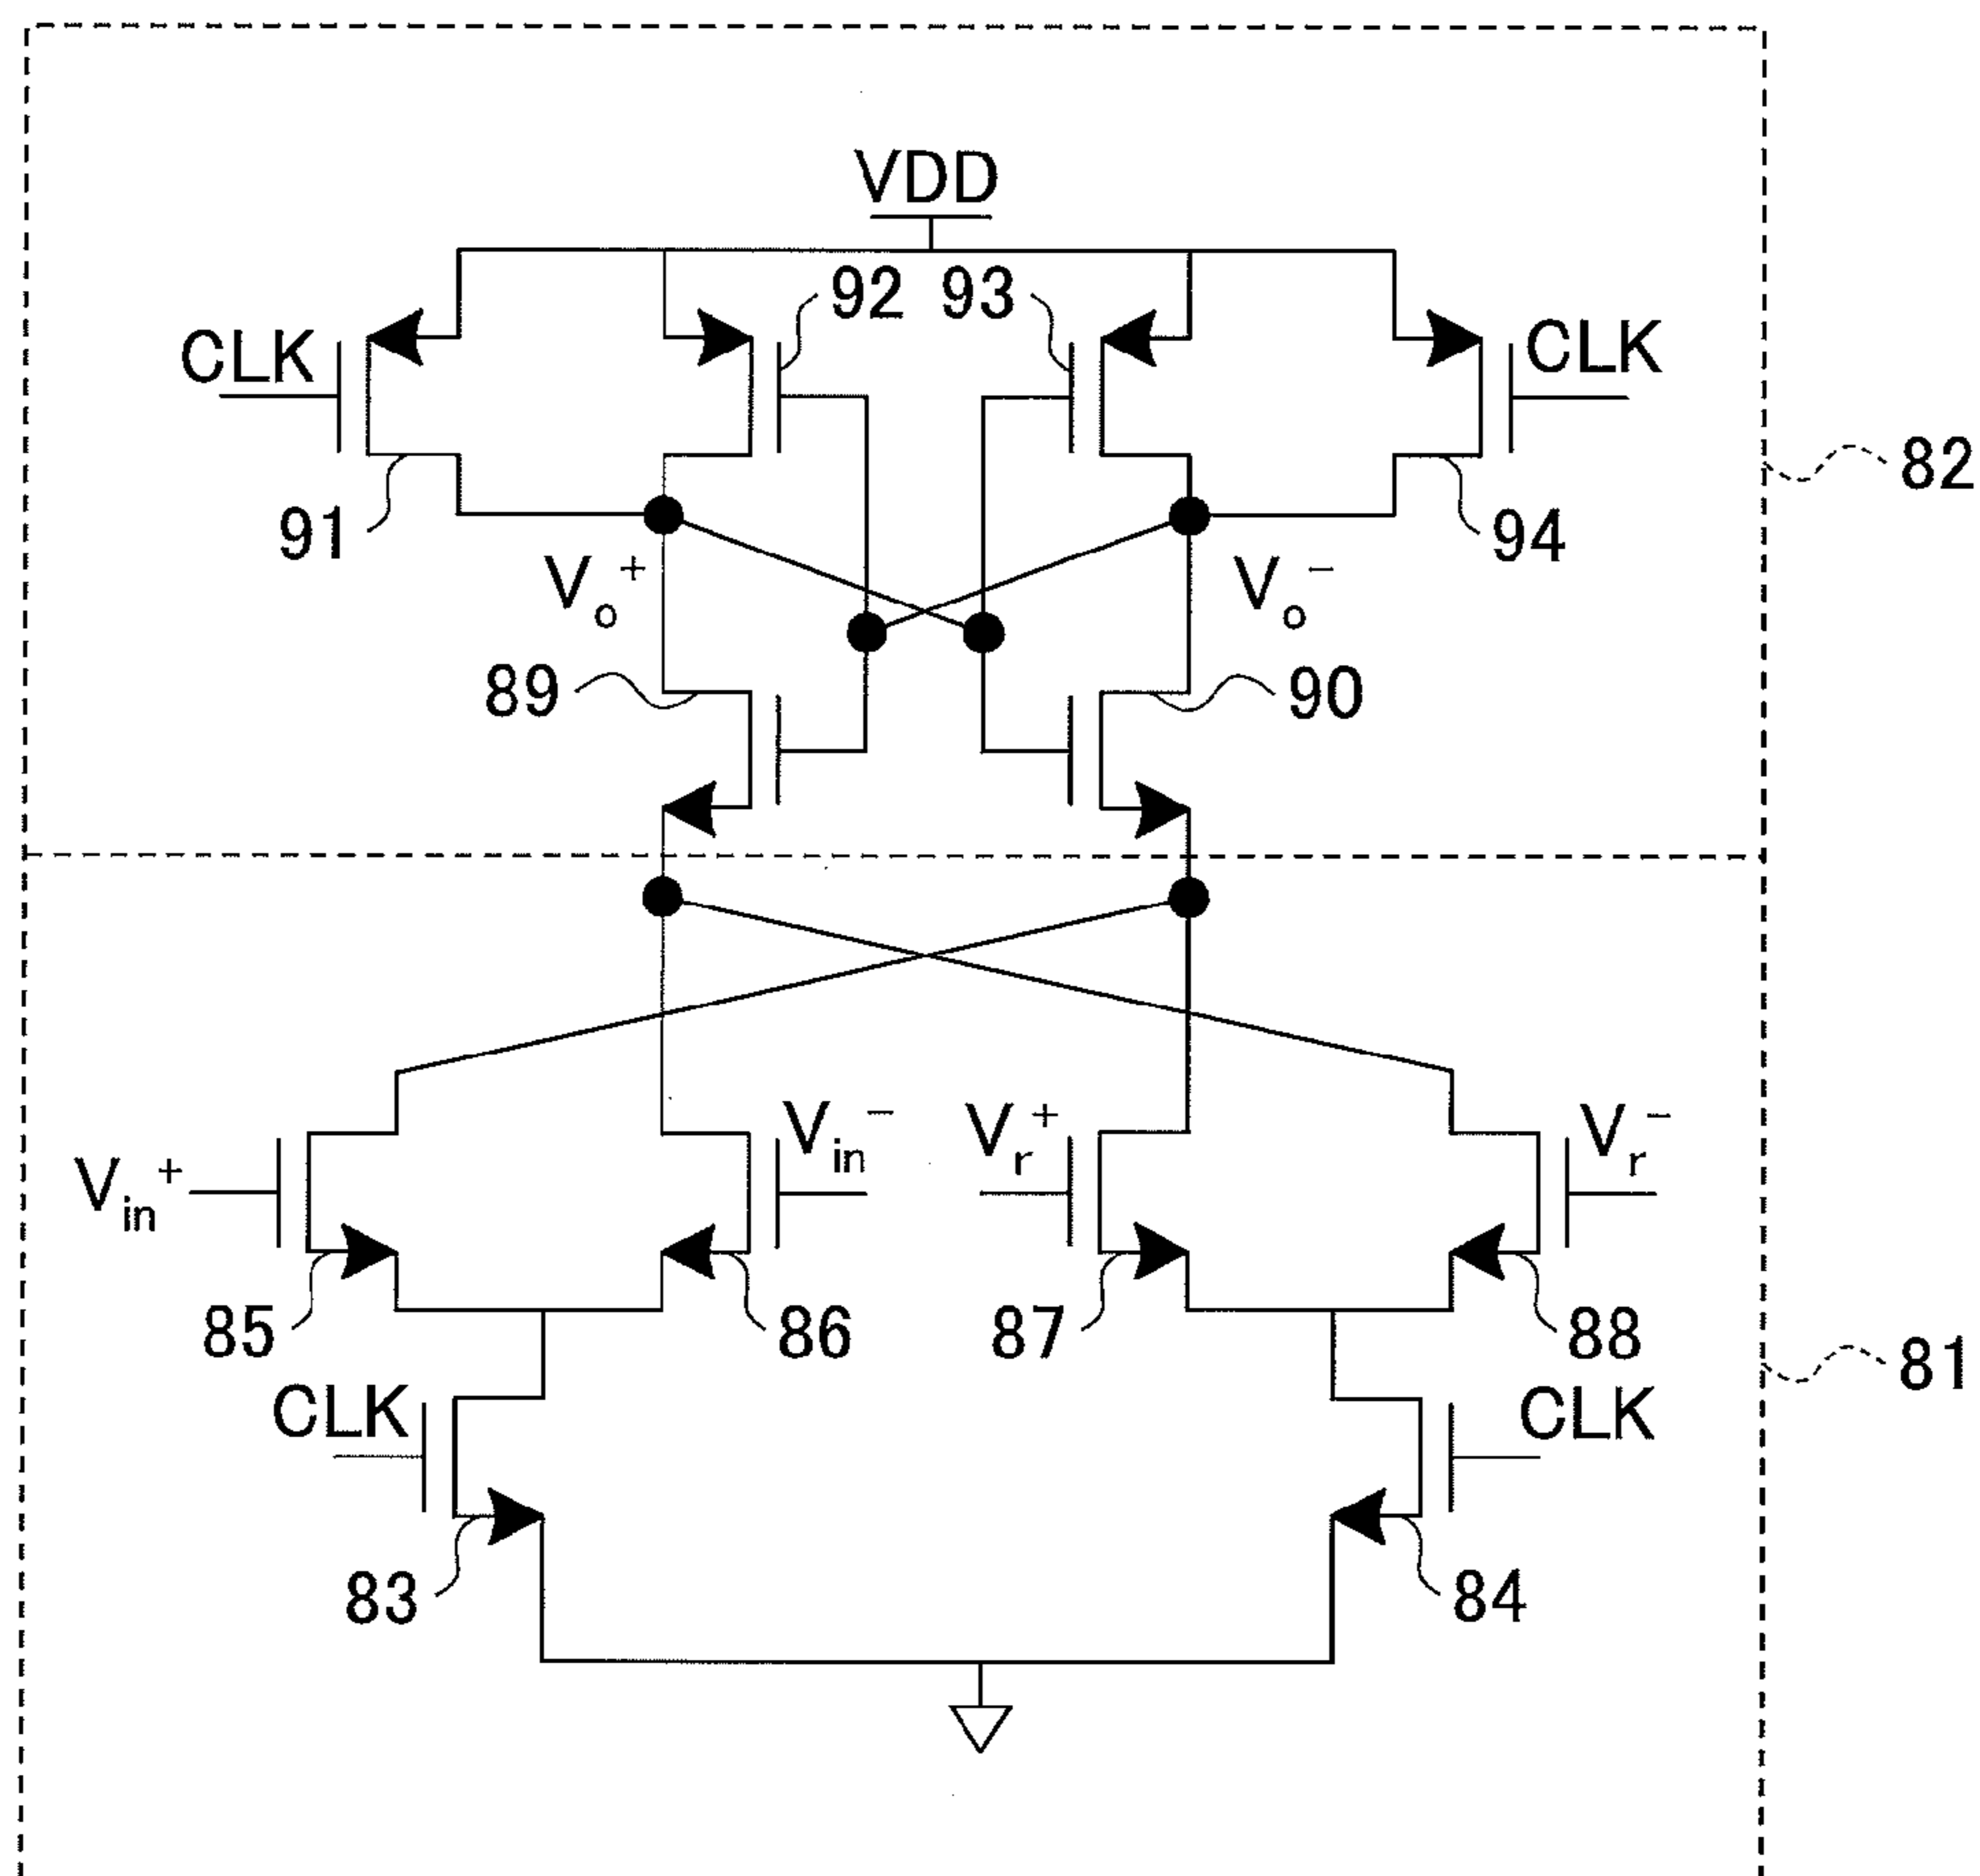 VDD
92 93
CLK CLK
82
91 94
Vo+ Vo−
89 90
Vin+ Vin− Vr+ Vr−
85 86 87 88
81
CLK CLK
83 84